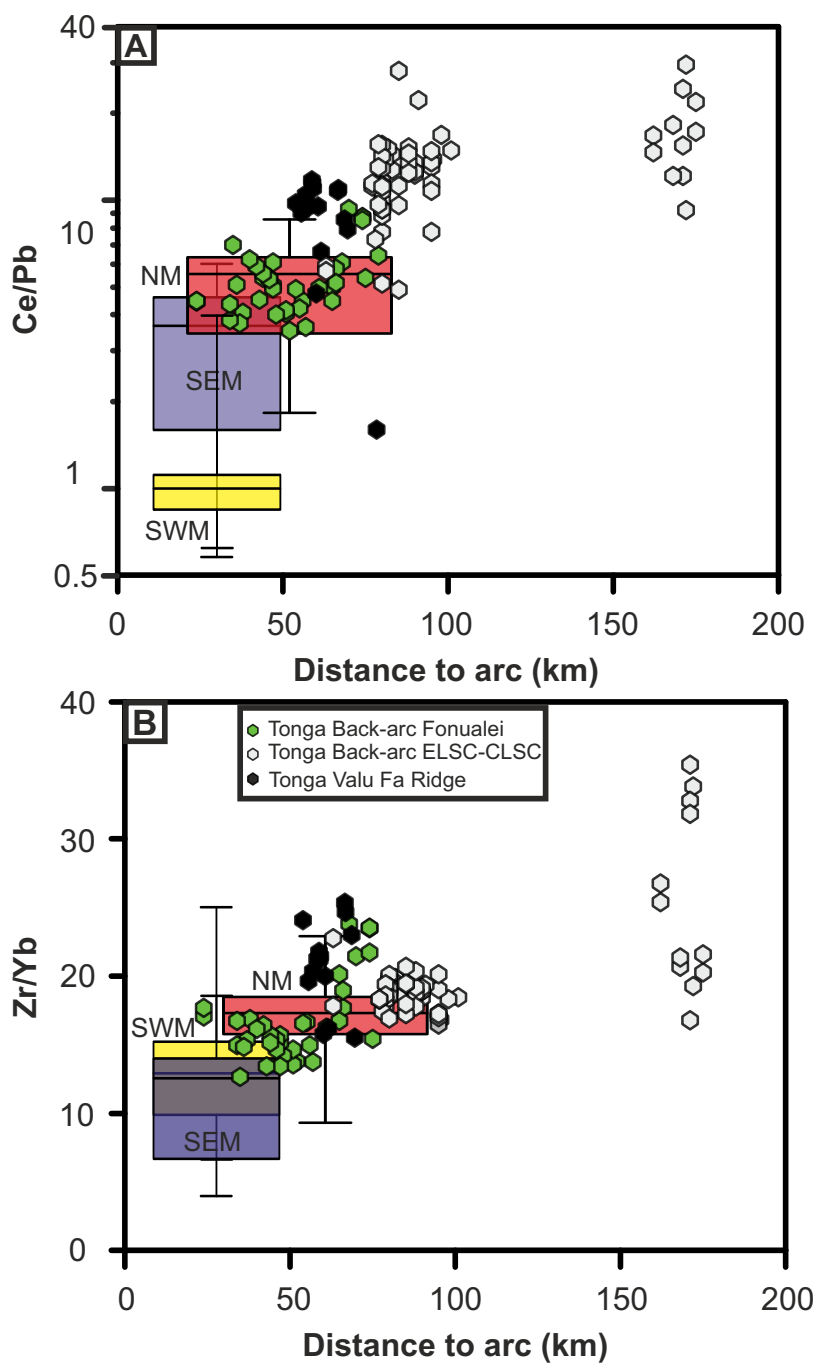 40
A
Ce/Pb
10
NM
SEM
1
SWM
0.5
0 50 100 150 200
Distance to arc (km)
40
B
Tonga Back-arc Fonualei
Tonga Back-arc ELSC-CLSC
Tonga Valu Fa Ridge
30
Zr/Yb
20
NM
SWM
10
SEM
0
0 50 100 150 200
Distance to arc (km)